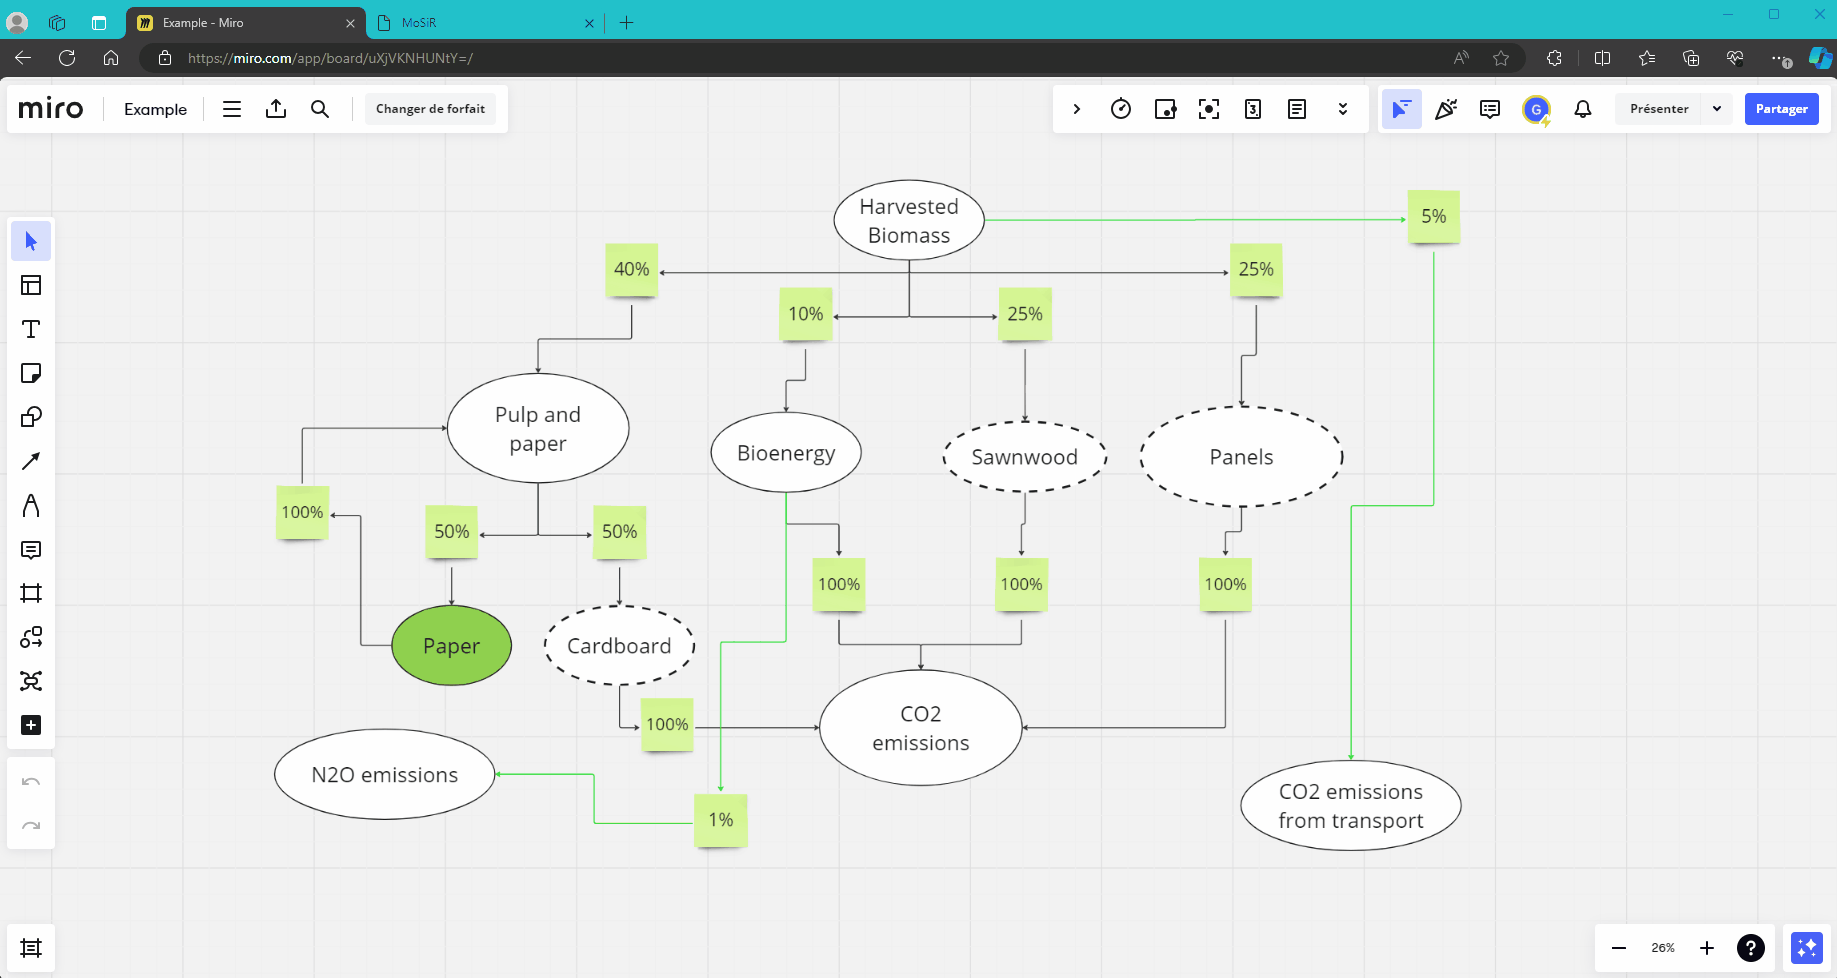 Example - Miro
MoSiR
https://miro.com/app/board/uXjVKNHUNtY=/
miro
Example
Changer de forfait
3
G
Présenter
Partager
Harvested
Biomass
5%
40%
25%
10%
25%
Pulp and
paper
Bioenergy
Sawnwood
Panels
100%
50%
50%
100%
100%
100%
Paper
Cardboard
100%
CO2
emissions
N2O emissions
1%
CO2 emissions
from transport
26%
?